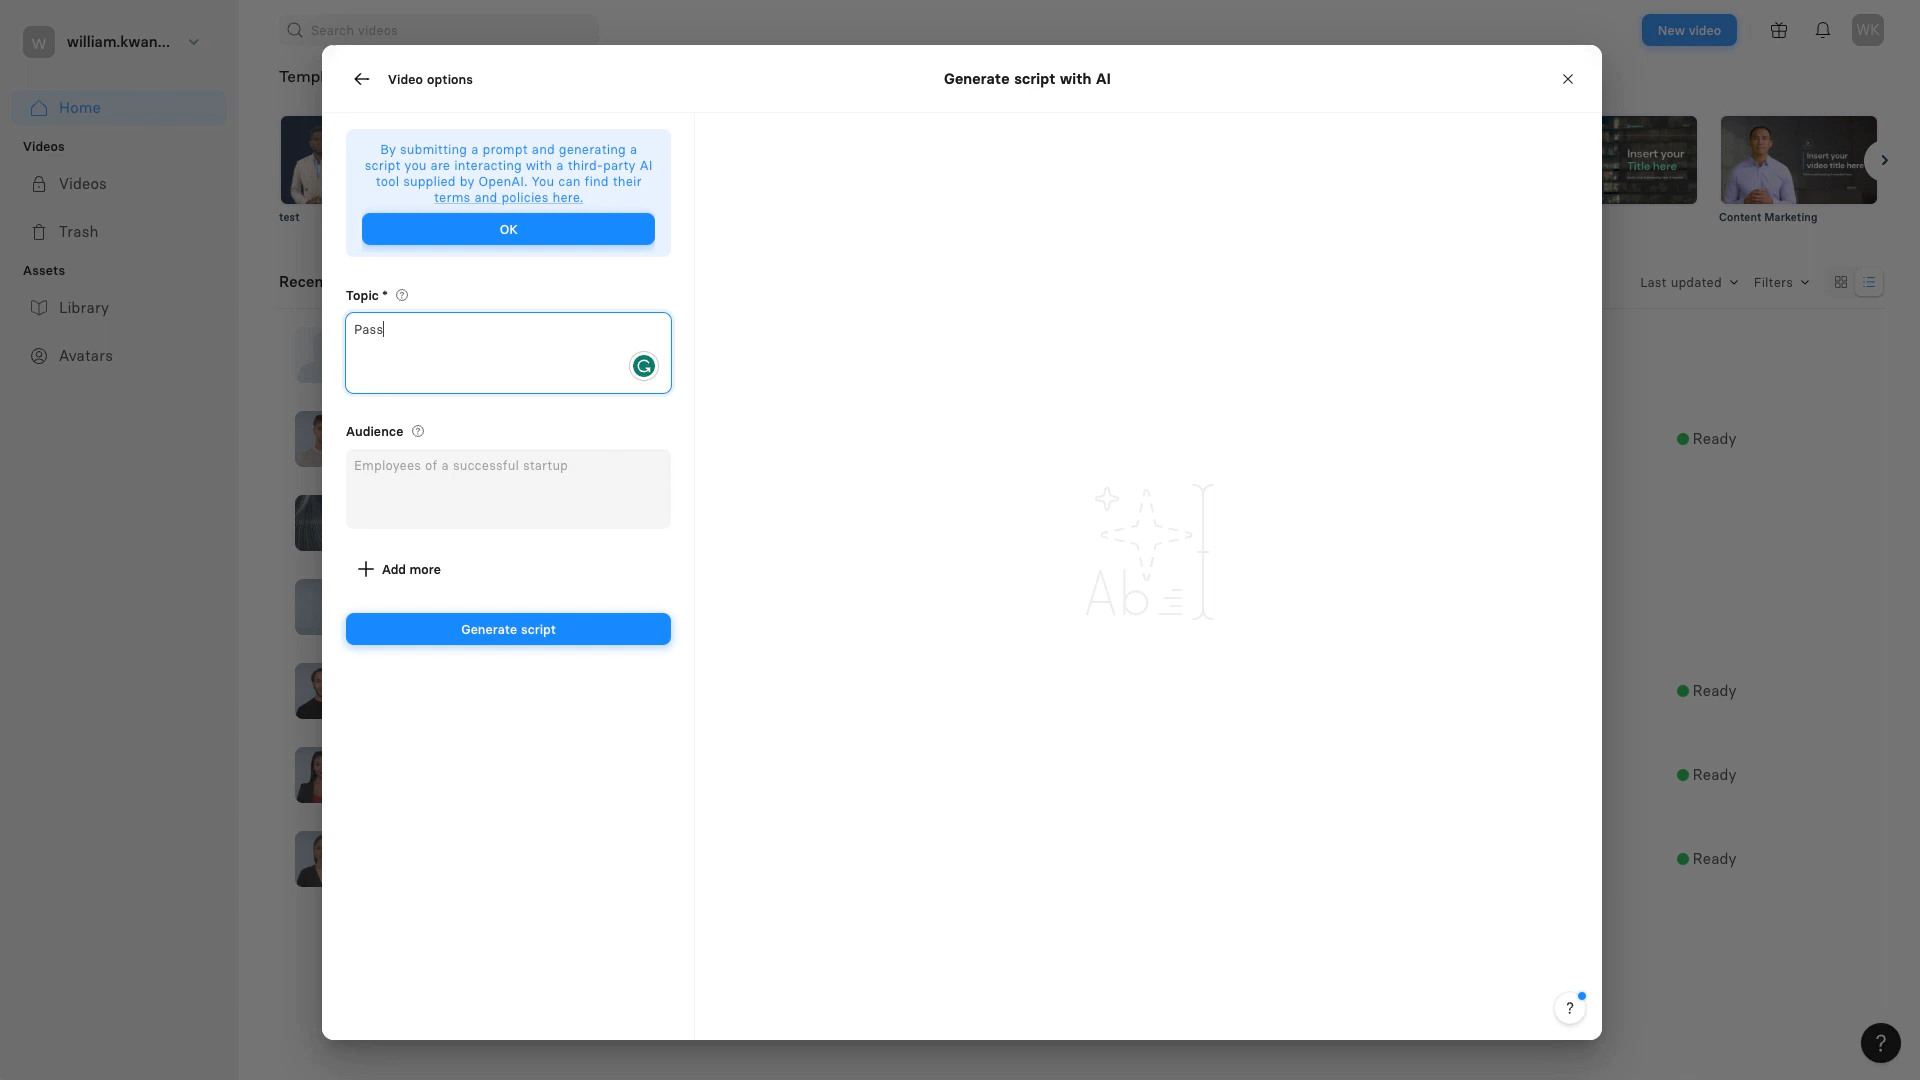 W
william.kwan...
Search videos
New video
WK
Home
Videos
Videos
Trash
Assets
Library
Avatars
Templ
test
Recen
Video options
Generate script with AI
By submitting a prompt and generating a
script you are interacting with a third-party AI
tool supplied by OpenAI. You can find their
terms and policies here.
OK
Topic * ?
Pass
Audience ?
Employees of a successful startup
Add more
Generate script
Ab
?
Insert your
Title here
Insert your
video title here
Content Marketing
Last updated
Filters
Ready
Ready
Ready
Ready
?